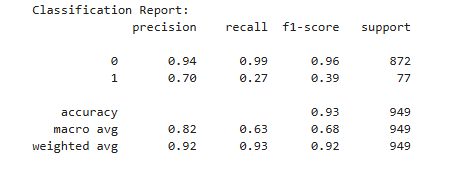 Classification Report:
precision recall f1-score support
0 0.94 0.99 0.96 872
1 0.70 0.27 0.39 77
accuracy 0.93 949
macro avg 0.82 0.63 0.68 949
weighted avg 0.92 0.93 0.92 949